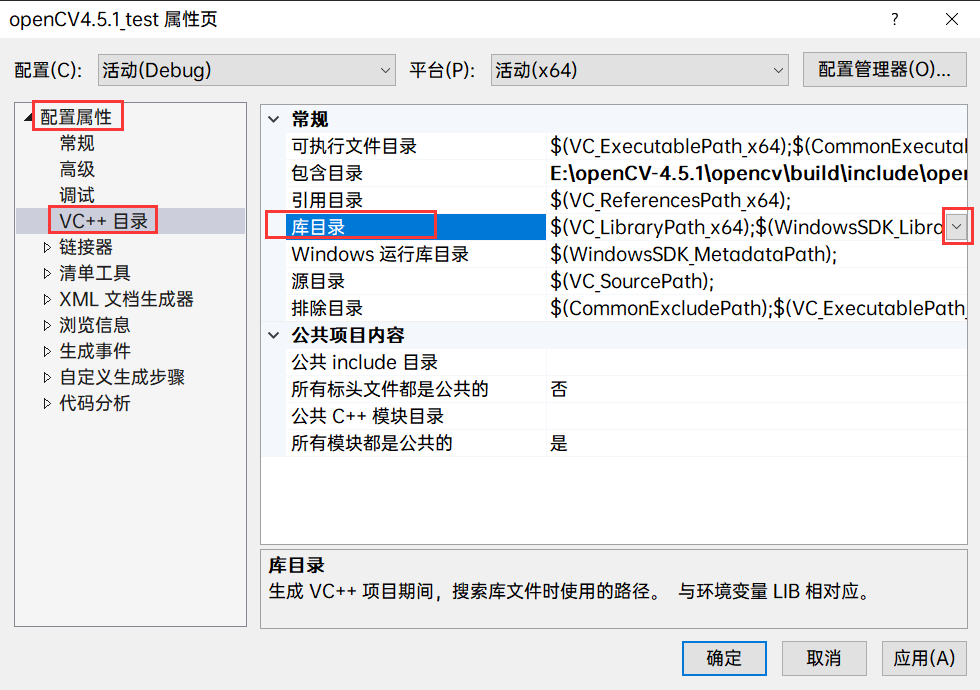 openCV4.5.1_test 属性页
?
配置(C): 活动(Debug) 平台(P): 活动(x64) 配置管理器(O)...
配置属性
常规
高级
调试
VC++ 目录
链接器
清单工具
XML 文档生成器
浏览信息
生成事件
自定义生成步骤
代码分析
常规
可执行文件目录 $(VC_ExecutablePath_x64);$(CommonExecutal
包含目录 E:\openCV-4.5.1\opencv\build\include\open
引用目录 $(VC_ReferencesPath_x64);
库目录 $(VC_LibraryPath_x64);$(WindowsSDK_Libra
Windows 运行库目录 $(WindowsSDK_MetadataPath);
源目录 $(VC_SourcePath);
排除目录 $(CommonExcludePath);$(VC_ExecutablePath_
公共项目内容
公共 include 目录
所有标头文件都是公共的 否
公共 C++ 模块目录
所有模块都是公共的 是
库目录
生成 VC++ 项目期间，搜索库文件时使用的路径。 与环境变量 LIB 相对应。
确定 取消 应用(A)